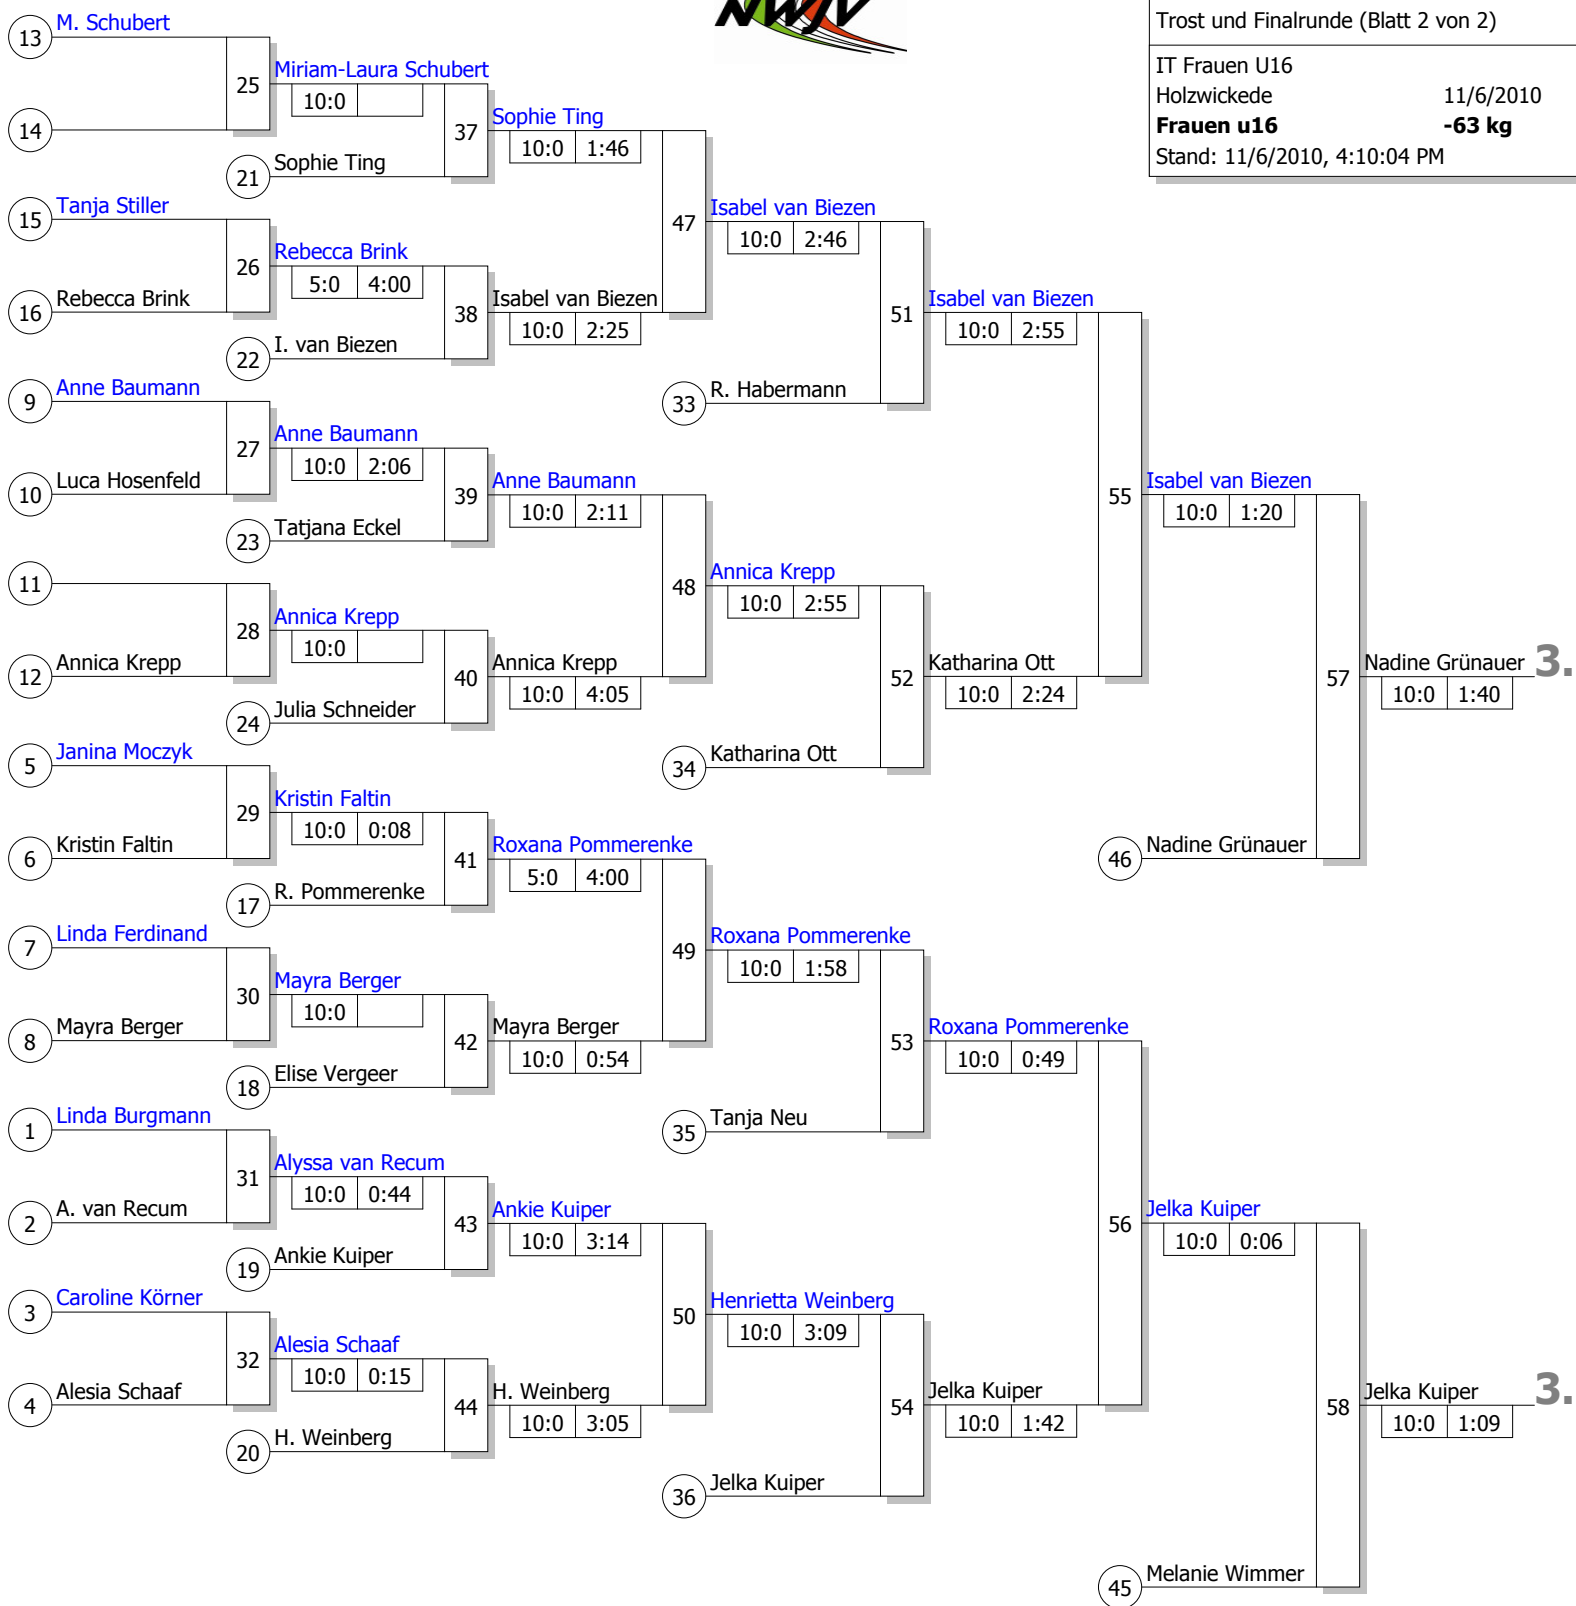 NWJV
Trost und Finalrunde (Blatt 2 von 2)
IT Frauen U16
Holzwickede 11/6/2010
Frauen u16 -63 kg
Stand: 11/6/2010, 4:10:04 PM
13 M. Schubert
25 Miriam-Laura Schubert
10:0
14
37 Sophie Ting
10:0 1:46
21 Sophie Ting
15 Tanja Stiller
47 Isabel van Biezen
10:0 2:46
26 Rebecca Brink
5:0 4:00
16 Rebecca Brink
38 Isabel van Biezen
10:0 2:25
51 Isabel van Biezen
10:0 2:55
22 I. van Biezen
9 Anne Baumann
33 R. Habermann
27 Anne Baumann
10:0 2:06
10 Luca Hosenfeld
39 Anne Baumann
10:0 2:11
55 Isabel van Biezen
10:0 1:20
23 Tatjana Eckel
11
48 Annica Krepp
10:0 2:55
28 Annica Krepp
10:0
12 Annica Krepp
40 Annica Krepp
10:0 4:05
52 Katharina Ott
10:0 2:24
57 Nadine Grünauer 3.
10:0 1:40
24 Julia Schneider
5 Janina Moczyk
34 Katharina Ott
29 Kristin Faltin
10:0 0:08
6 Kristin Faltin
41 Roxana Pommerenke
5:0 4:00
46 Nadine Grünauer
17 R. Pommerenke
7 Linda Ferdinand
49 Roxana Pommerenke
10:0 1:58
30 Mayra Berger
10:0
8 Mayra Berger
42 Mayra Berger
10:0 0:54
53 Roxana Pommerenke
10:0 0:49
18 Elise Vergeer
1 Linda Burgmann
35 Tanja Neu
31 Alyssa van Recum
10:0 0:44
2 A. van Recum
43 Ankie Kuiper
10:0 3:14
56 Jelka Kuiper
10:0 0:06
19 Ankie Kuiper
3 Caroline Körner
50 Henrietta Weinberg
10:0 3:09
32 Alesia Schaaf
10:0 0:15
4 Alesia Schaaf
44 H. Weinberg
10:0 3:05
54 Jelka Kuiper
10:0 1:42
58 Jelka Kuiper 3.
10:0 1:09
20 H. Weinberg
36 Jelka Kuiper
45 Melanie Wimmer